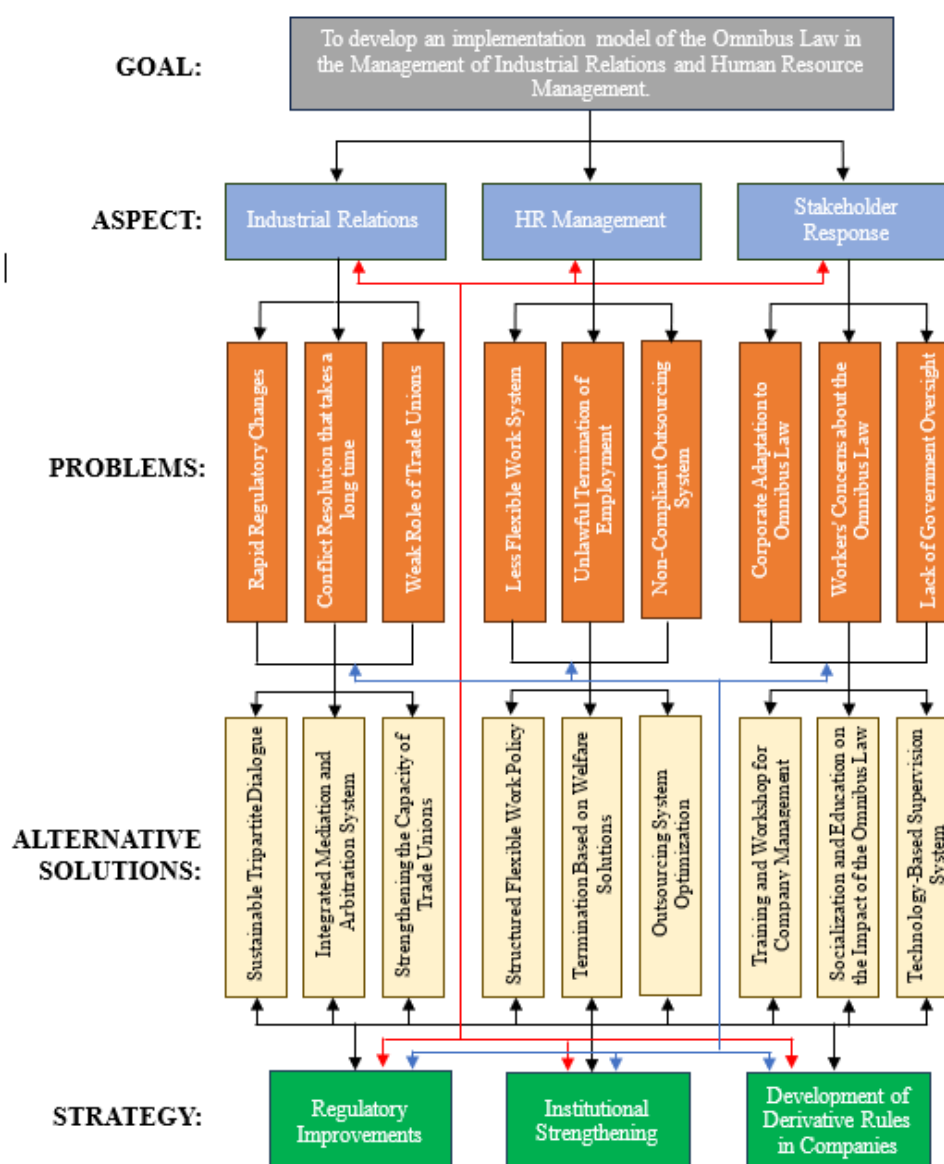 GOAL:
To develop an implementation model of the Omnibus Law in
the Management of Industrial Relations and Human Resource
Management.
ASPECT:
Industrial Relations
HR Management
Stakeholder
Response
PROBLEMS:
Rapid Regulatory Changes
Conflict Resolution that takes a
long time
Weak Role of Trade Unions
Less Flexible Work System
Unlawful Termination of
Employment
Non-Compliant Outsourcing
System
Corporate Adaptation to
Omnibus Law
Workers' Concerns about the
Omnibus Law
Lack of Government Oversight
ALTERNATIVE
SOLUTIONS:
Sustainable Tripartite Dialogue
Integrated Mediation and
Arbitration System
Strengthening the Capacity of
Trade Unions
Structured Flexible Work Policy
Termination Based on Welfare
Solutions
Outsourcing System
Optimization
Training and Workshop for
Company Management
Socialization and Education on
the Impact of the Omnibus Law
Technology-Based Supervision
System
STRATEGY:
Regulatory
Improvements
Institutional
Strengthening
Development of
Derivative Rules
in Companies